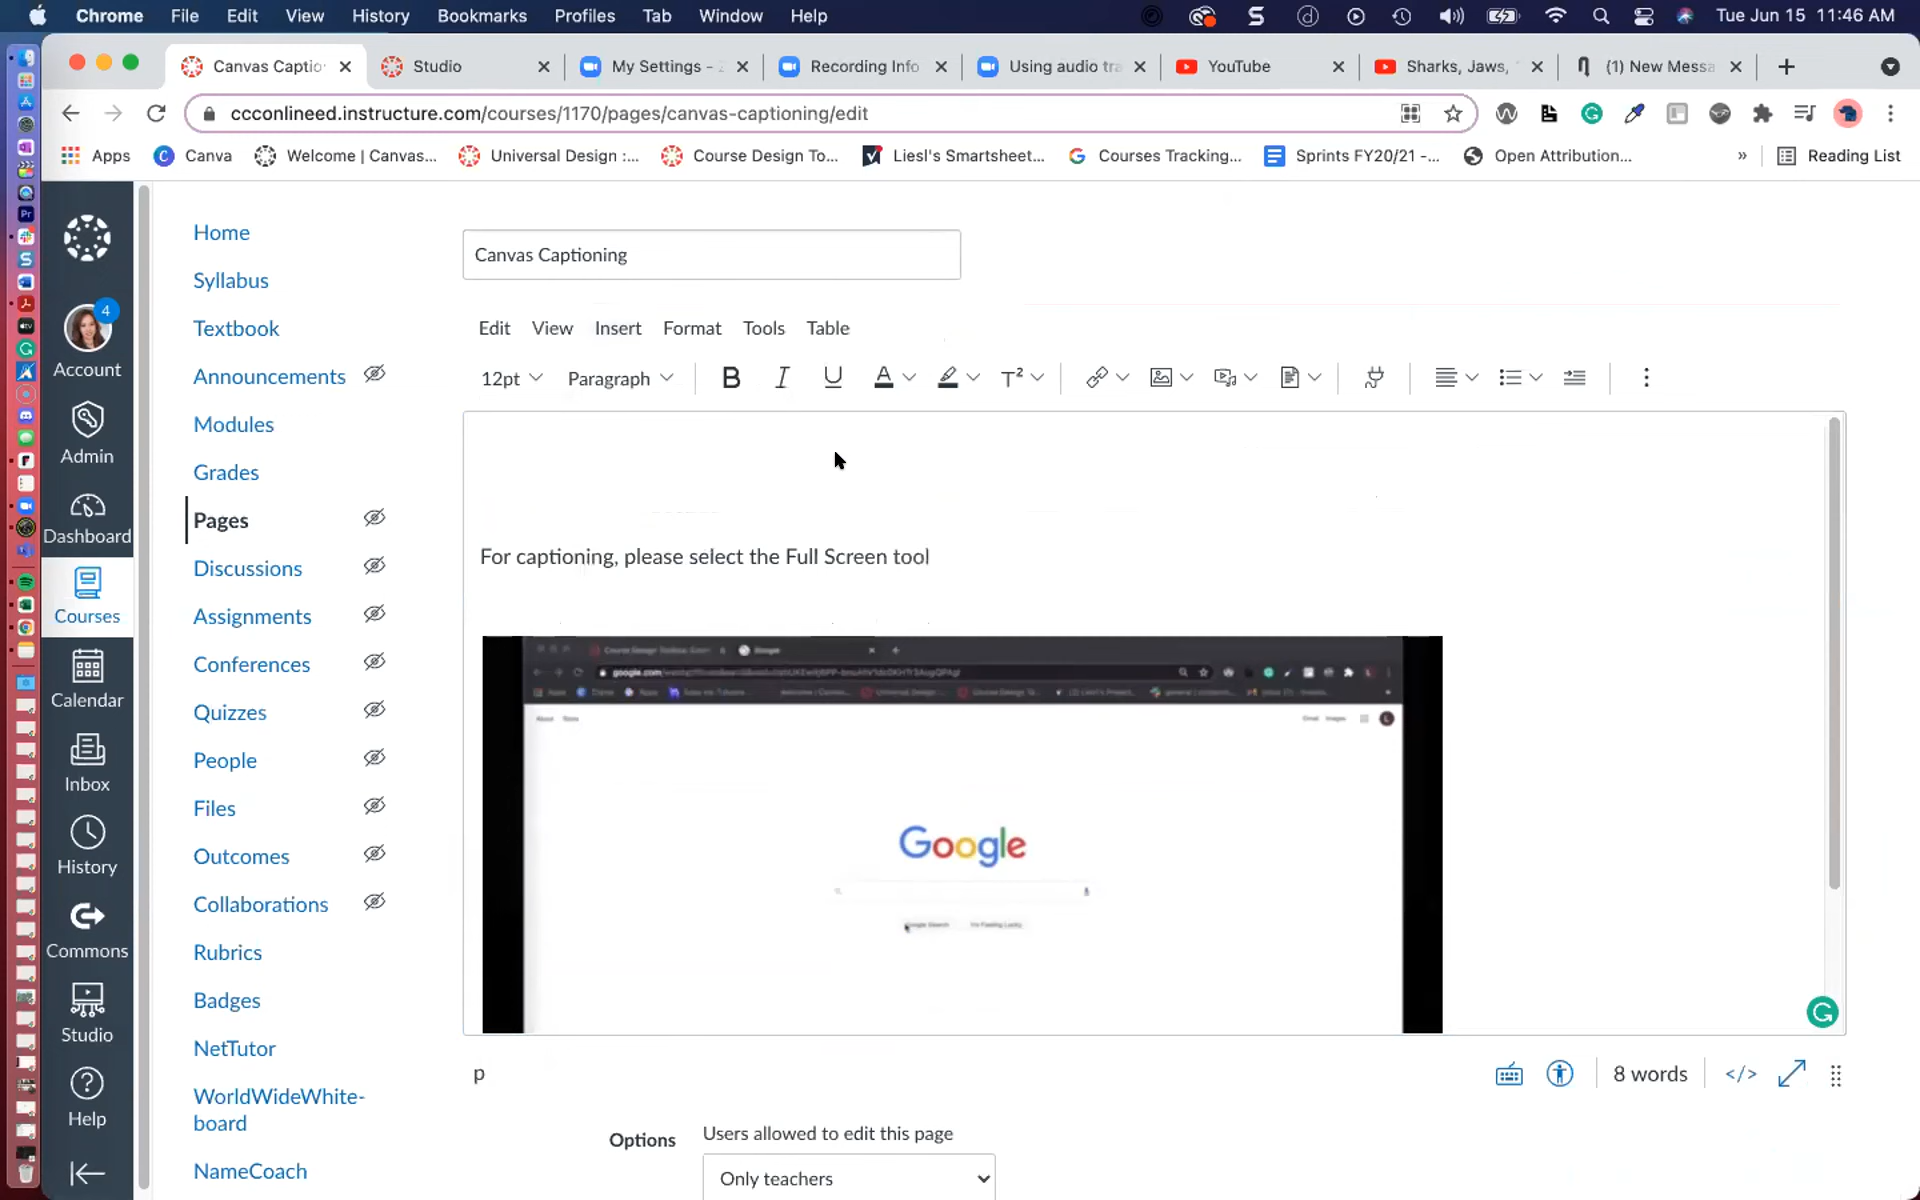 Chrome File Edit View History Bookmarks Profiles Tab Window Help Tue Jun 15 11:46 AM
Canvas Captio Studio My Settings - Recording Info Using audio tra YouTube Sharks, Jaws, (1) New Messa
ccconlineed.instructure.com/courses/1170/pages/canvas-captioning/edit
Apps Canva Welcome | Canvas... Universal Design :... Course Design To... Liesl's Smartsheet... Courses Tracking... Sprints FY20/21 -... Open Attribution... » Reading List
4
Account
Admin
Dashboard
Courses
Calendar
Inbox
History
Commons
Studio
Help
Home
Syllabus
Textbook
Announcements
Modules
Grades
Pages
Discussions
Assignments
Conferences
Quizzes
People
Files
Outcomes
Collaborations
Rubrics
Badges
NetTutor
WorldWideWhite-
board
NameCoach
Canvas Captioning
Edit View Insert Format Tools Table
12pt Paragraph
For captioning, please select the Full Screen tool
Google
p
8 words </>
Options Users allowed to edit this page
Only teachers